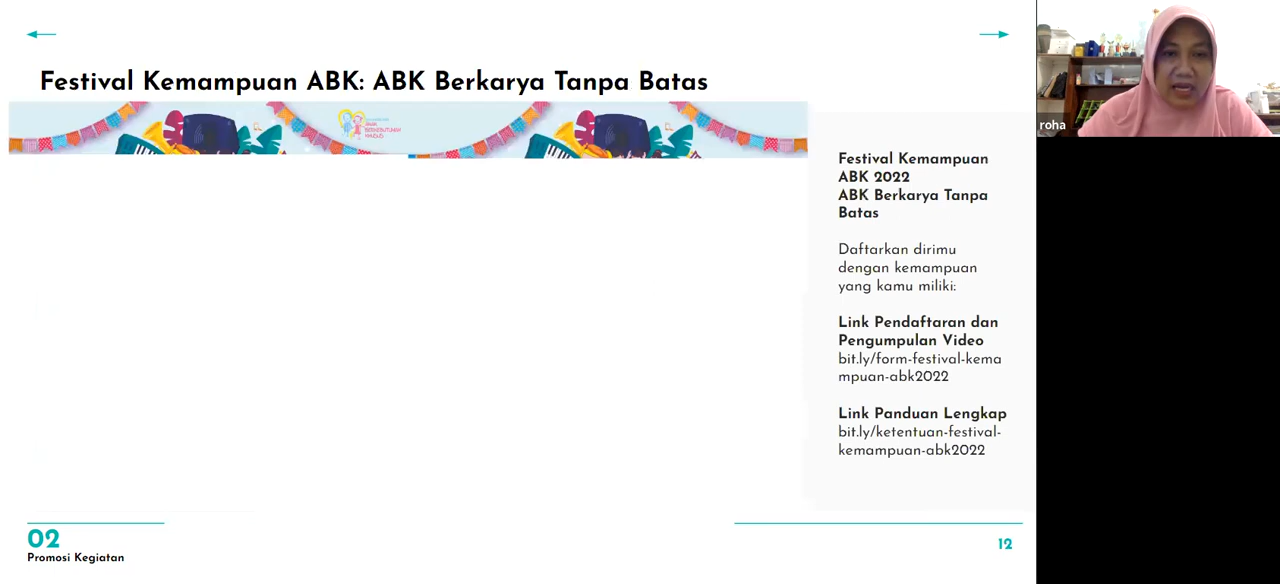 Festival Kemampuan ABK: ABK Berkarya Tanpa Batas
roha
Festival Kemampuan
ABK 2022
ABK Berkarya Tanpa
Batas
Daftarkan dirimu
dengan kemampuan
yang kamu miliki:
Link Pendaftaran dan
Pengumpulan Video
bit.ly/form-festival-kema
mpuan-abk2022
Link Panduan Lengkap
bit.ly/ketentuan-festival-
kemampuan-abk2022
02
Promosi Kegiatan
12